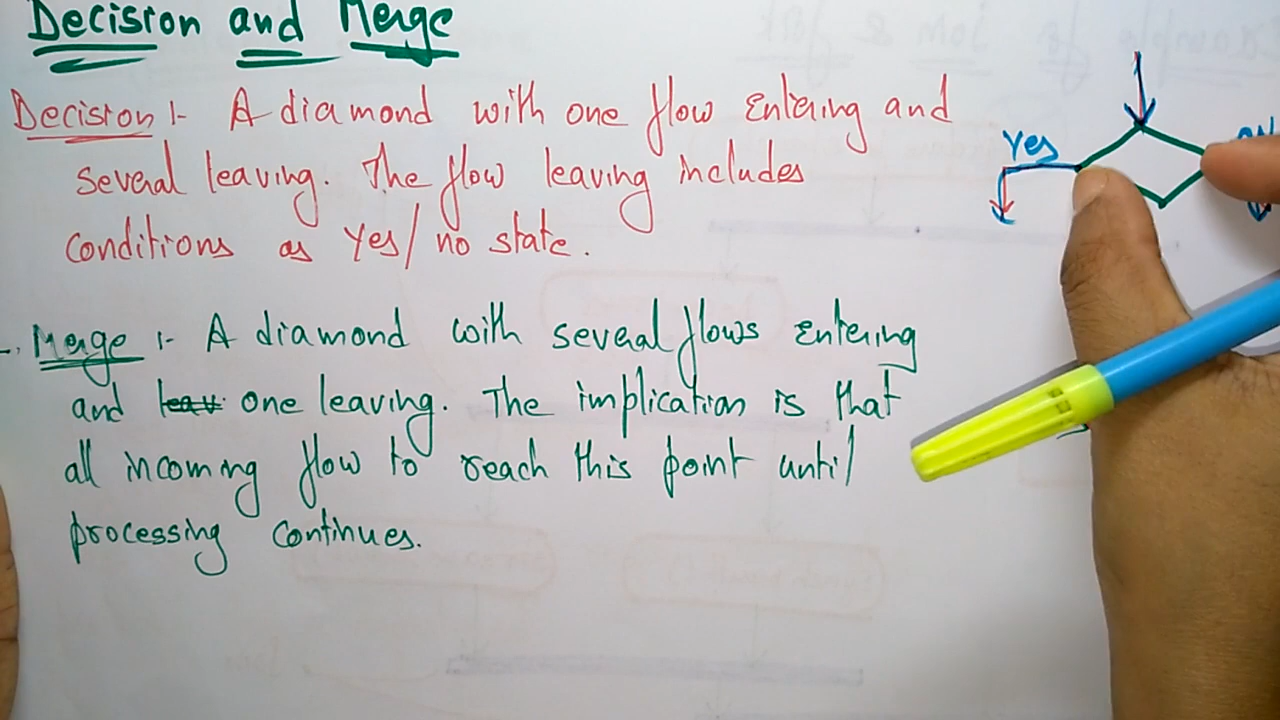 Decision and Merge
Decision :- A diamond with one flow Entering and
several leaving. The flow leaving includes
conditions as Yes/ no state.
Yes
Merge :- A diamond with several flows Entering
and one leaving. The implication is that
all incoming flow to reach this point until
processing continues.